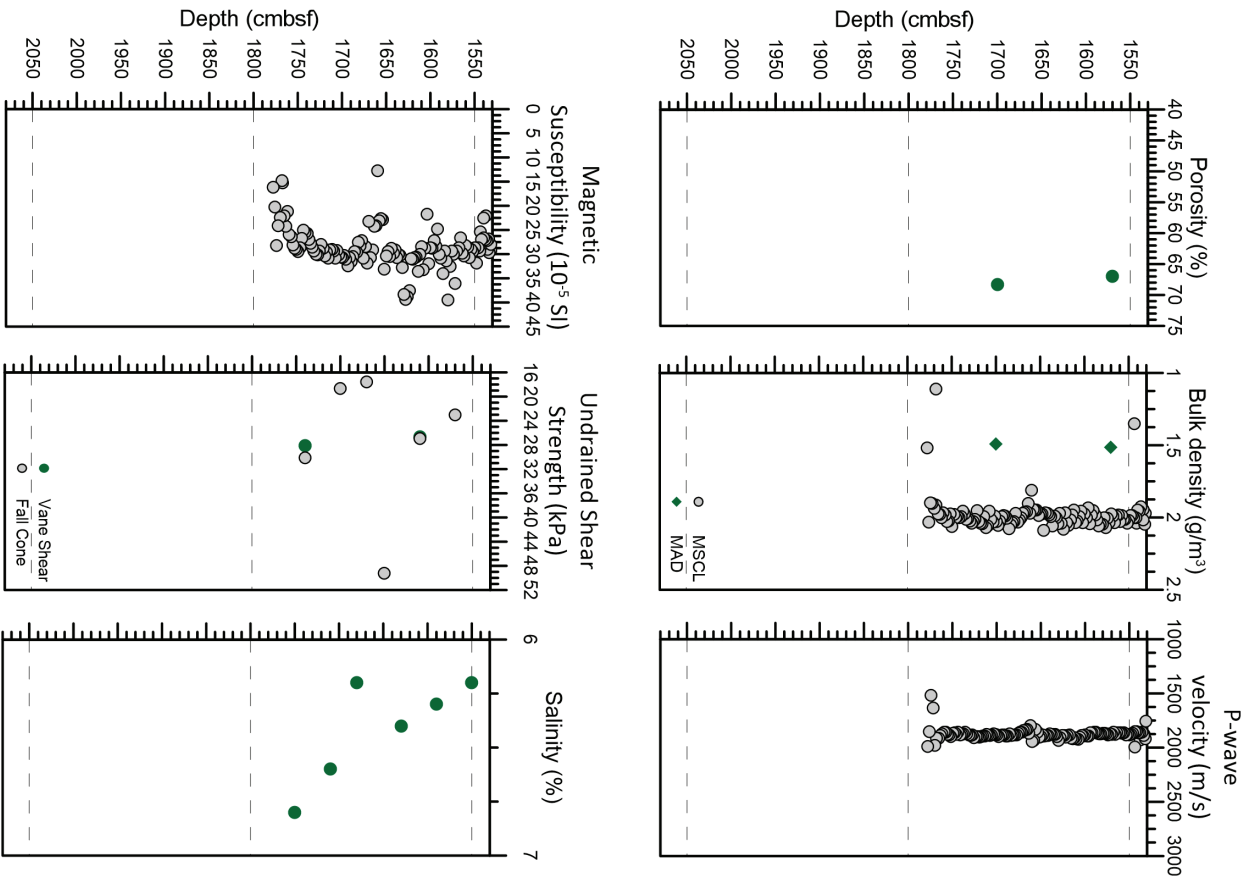 Depth (cmbsf)
2050 2000 1950 1900 1850 1800 1750 1700 1650 1600 1550
0 5 10 15 20 25 30 35 40 45
Magnetic
Susceptibility (10⁻⁵ SI)
16 20 24 28 32 36 40 44 48 52
Undrained Shear
Strength (kPa)
Vane Shear
Fall Cone
6 7
Salinity (%)
Depth (cmbsf)
2050 2000 1950 1900 1850 1800 1750 1700 1650 1600 1550
40 45 50 55 60 65 70 75
Porosity (%)
1 1.5 2 2.5
Bulk density (g/m³)
MSCL
MAD
1000 1500 2000 2500 3000
P-wave
velocity (m/s)